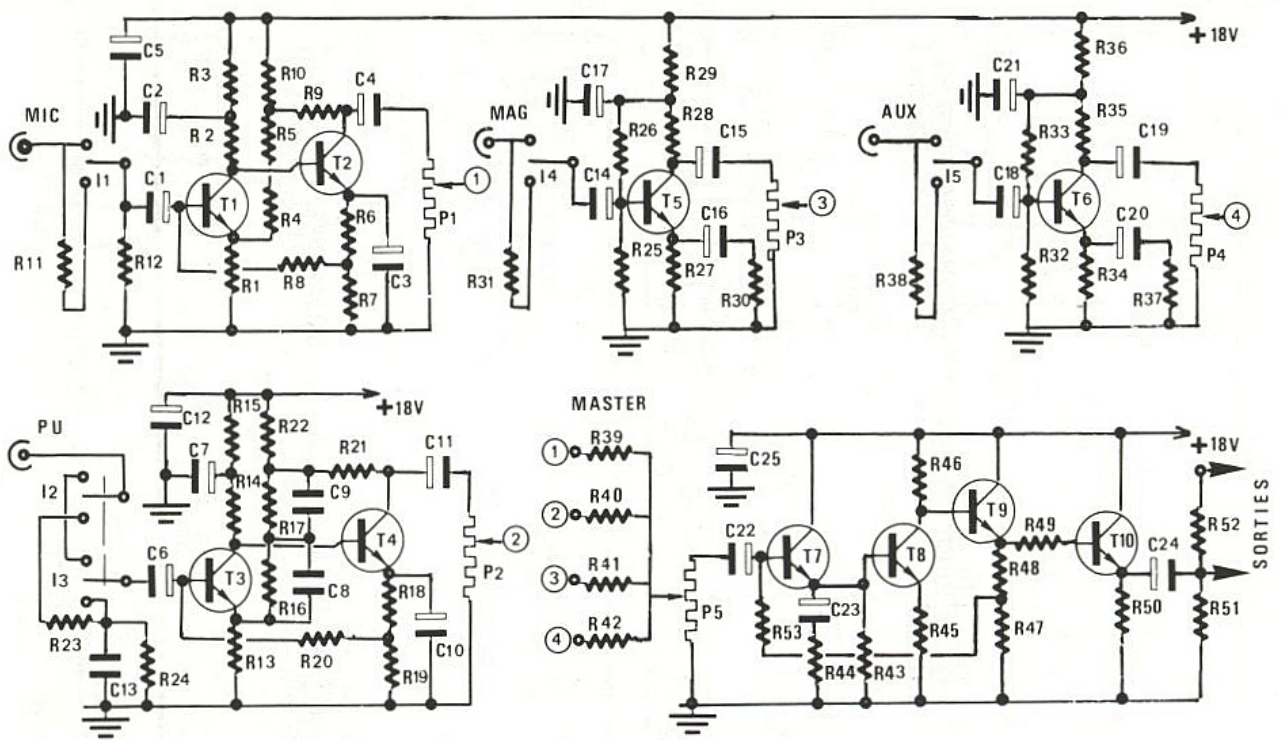 +18V
C5
R3
R10
C4
R29
R36
R9
C17
C21
MIC
C2
MAG
AUX
R2
R5
R28
R35
R26
C15
R33
C19
T2
I1
C1
I4
C14
I5
C18
1
T1
T5
3
T6
4
R4
R6
P1
C16
P3
C20
P4
R11
R12
R1
R8
C3
R25
R27
R32
R34
R7
R31
R30
R38
R37
PU
C12
R15
+18V
MASTER
R22
R21
C11
1
R39
+18V
C7
C25
R46
I2
R14
C9
2
R40
T9
R17
T4
2
C22
R49
R52
SORTIES
C6
T7
T8
T10
C24
I3
T3
C8
P2
3
R41
R48
R16
R18
P5
C23
R50
R51
4
R42
R53
R45
R47
R23
R13
R20
C10
R44
R43
C13
R24
R19